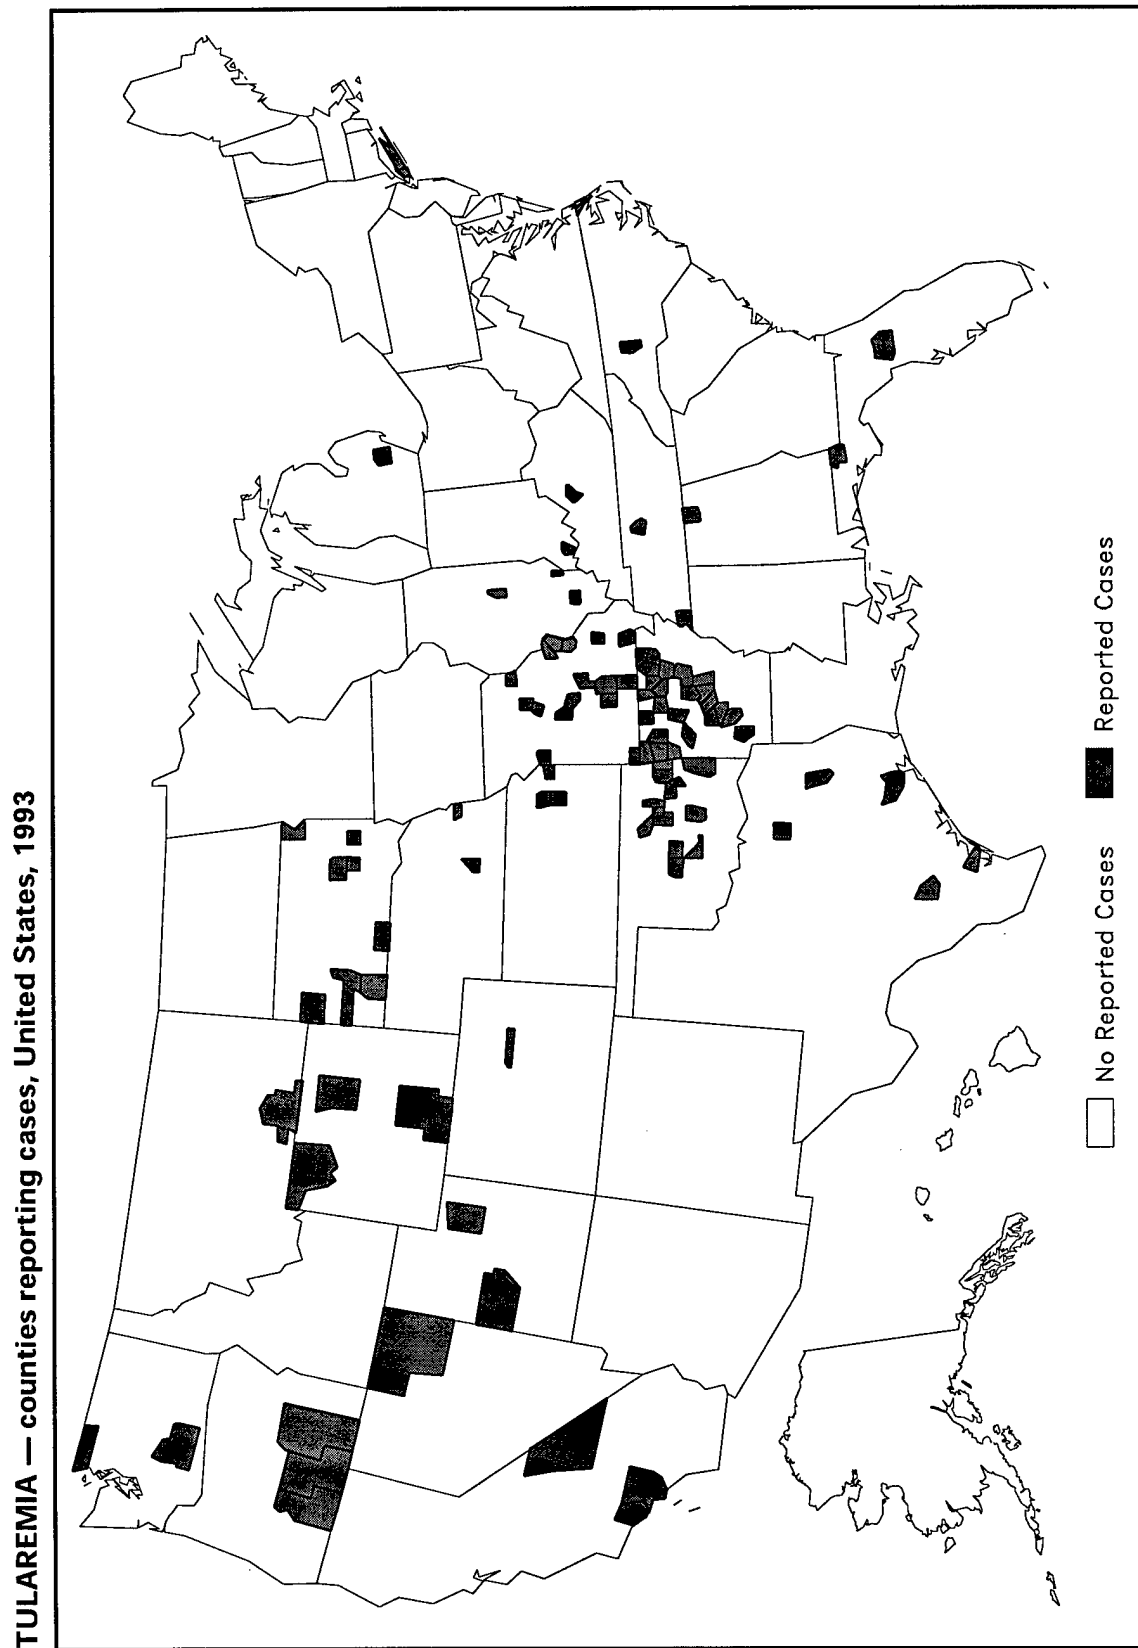 TULAREMIA — counties reporting cases, United States, 1993
No Reported Cases
Reported Cases